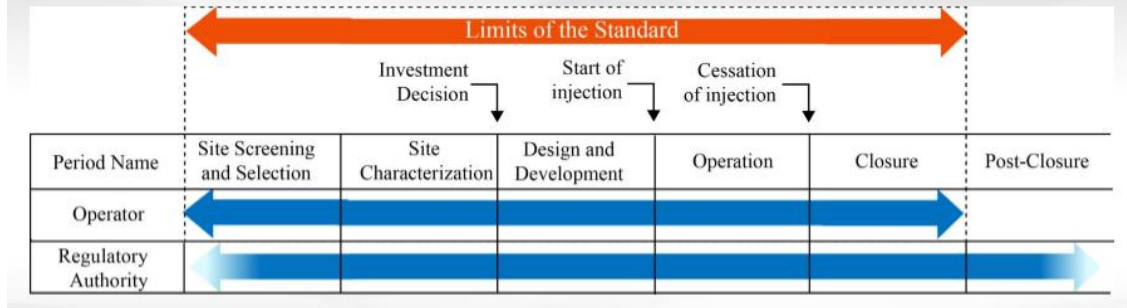 Limits of the Standard
Investment
Decision
Start of
injection
Cessation
of injection
Period Name
Site Screening
and Selection
Site
Characterization
Design and
Development
Operation
Closure
Post-Closure
Operator
Regulatory
Authority